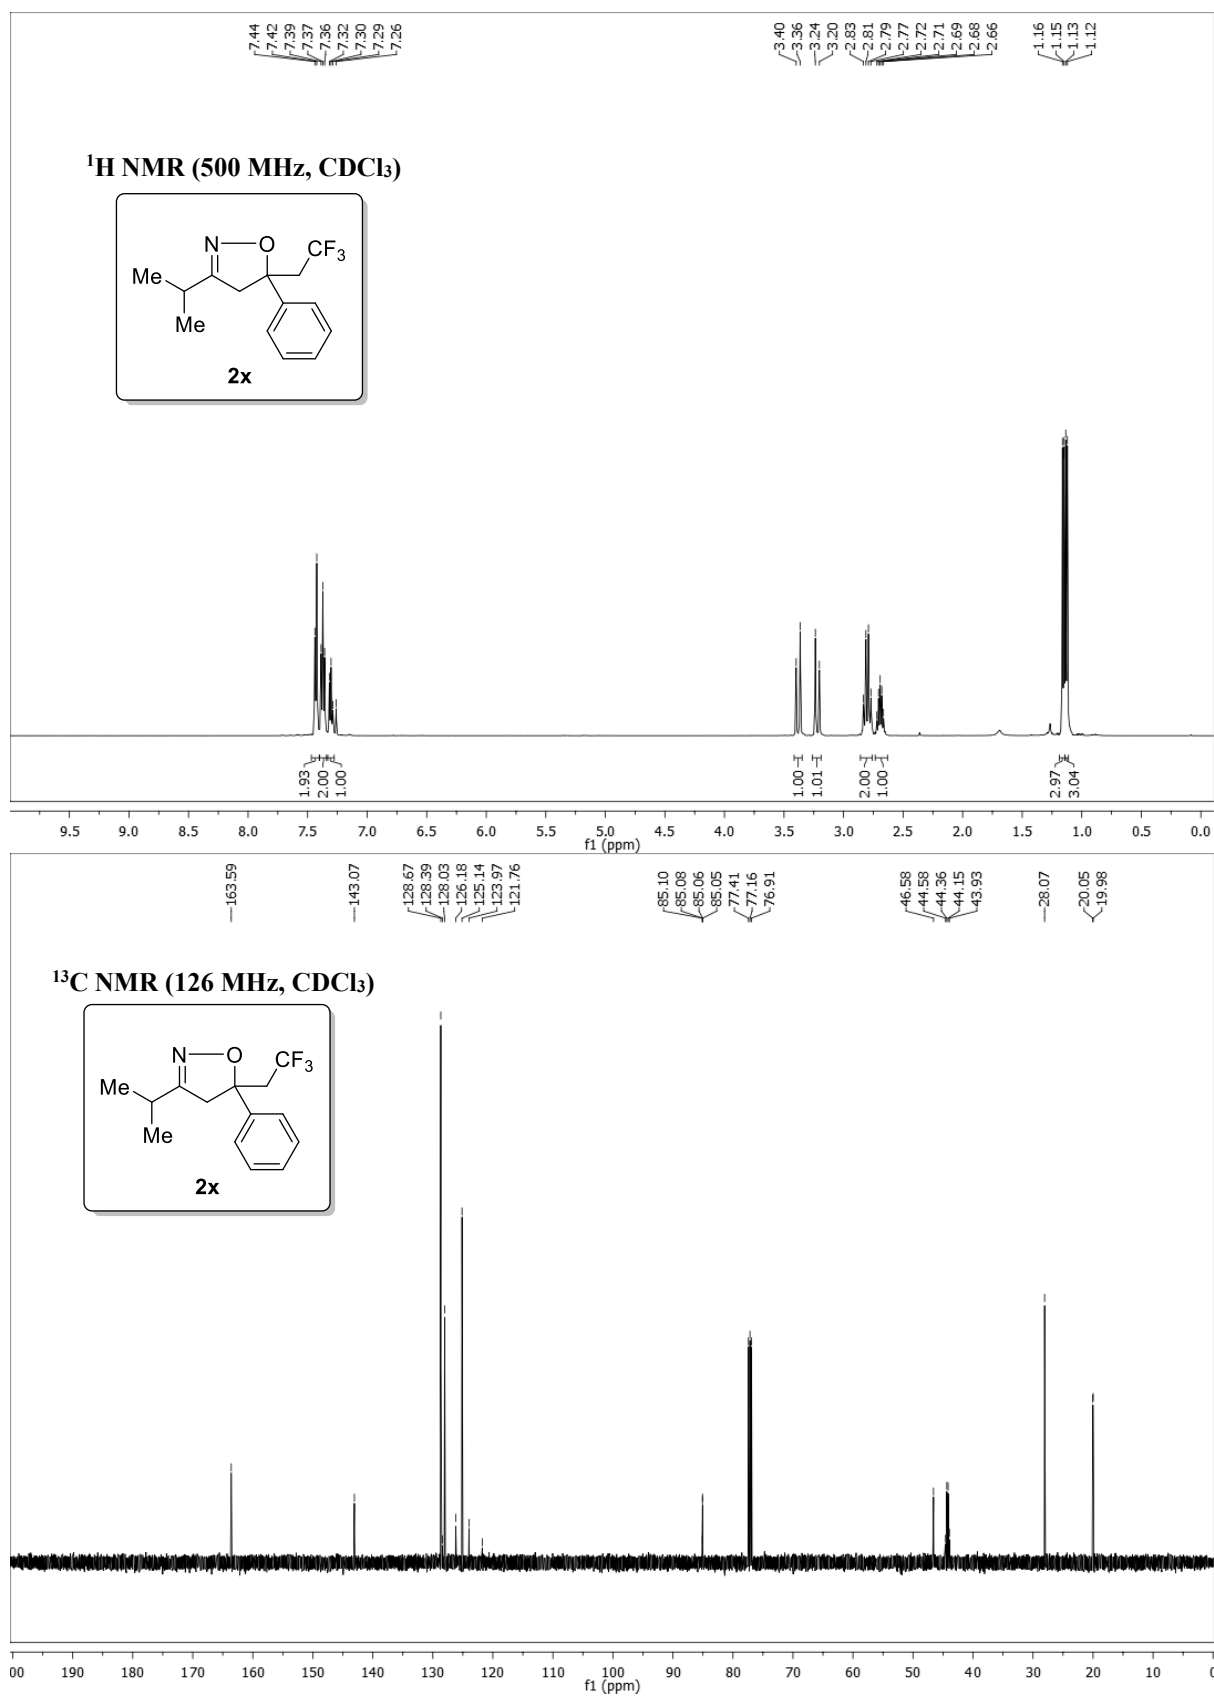 7.44 7.42 7.39 7.37 7.36 7.32 7.30 7.29 7.26 3.40 3.36 3.24 3.20 2.83 2.81 2.79 2.77 2.72 2.71 2.69 2.68 2.66 1.16 1.15 1.13 1.12
¹H NMR (500 MHz, CDCl₃)
N O CF₃
Me
Me
2x
1.93 2.00 1.00 1.00 1.01 2.00 1.00 2.97 3.04
9.5 9.0 8.5 8.0 7.5 7.0 6.5 6.0 5.5 5.0 4.5 4.0 3.5 3.0 2.5 2.0 1.5 1.0 0.5 0.0
f1 (ppm)
163.59 143.07 128.67 128.39 128.03 126.18 125.14 123.97 121.76 85.10 85.08 85.06 85.05 77.41 77.16 76.91 46.58 44.58 44.36 44.15 43.93 28.07 20.05 19.98
¹³C NMR (126 MHz, CDCl₃)
N O CF₃
Me
Me
2x
00 190 180 170 160 150 140 130 120 110 100 90 80 70 60 50 40 30 20 10 0
f1 (ppm)